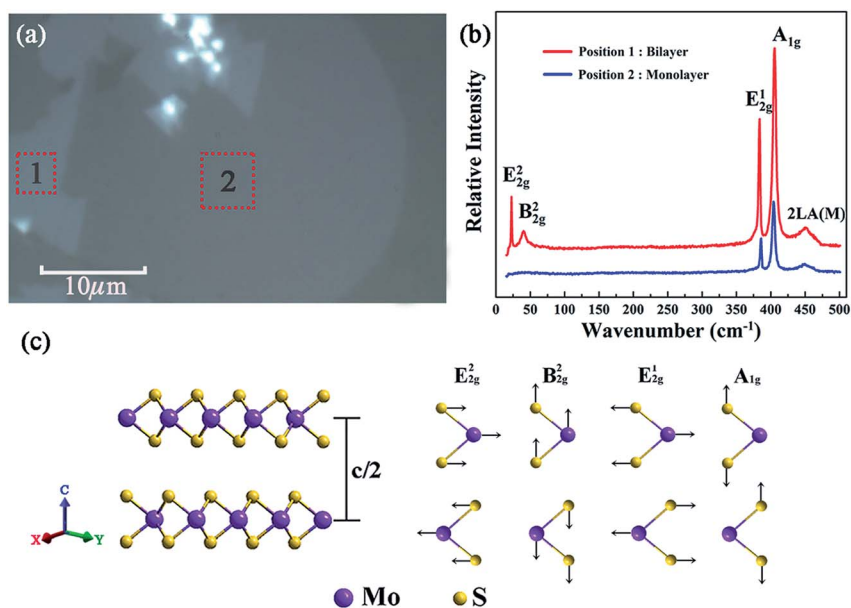 (a)
1
2
10μm
(b)
Position 1 : Bilayer
Position 2 : Monolayer
A₁g
E¹₂g
E²₂g
B²₂g
2LA(M)
Relative Intensity
0 50 100 150 200 250 300 350 400 450 500
Wavenumber (cm⁻¹)
(c)
E²₂g B²₂g E¹₂g A₁g
c/2
C
X
Y
Mo S